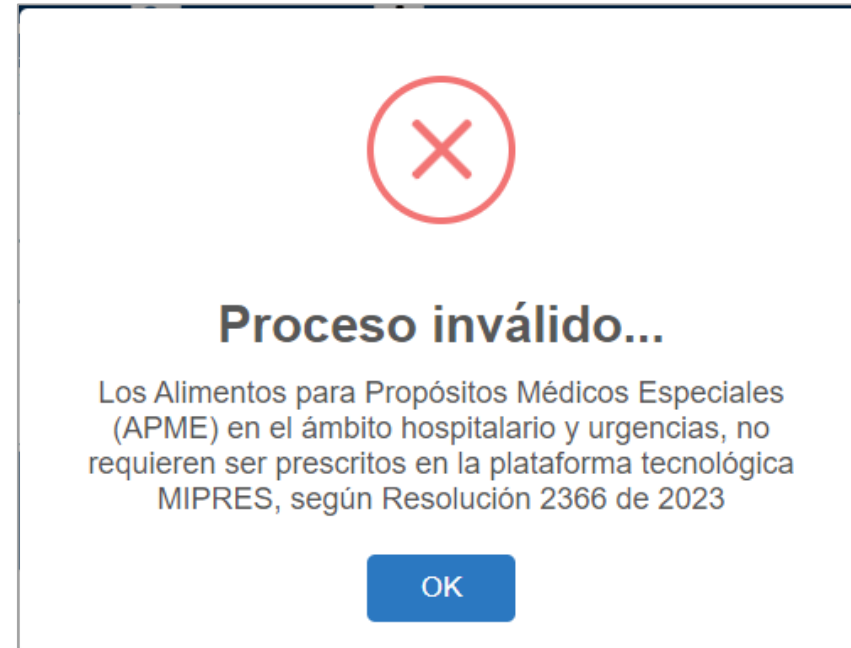 Proceso inválido...
Los Alimentos para Propósitos Médicos Especiales
(APME) en el ámbito hospitalario y urgencias, no
requieren ser prescritos en la plataforma tecnológica
MIPRES, según Resolución 2366 de 2023
OK